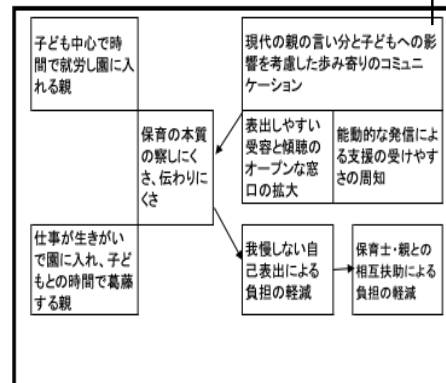 子ども中心で時
間で就労し園に入
れる親
現代の親の言い分と子どもへの影
響を考慮した歩み寄りのコミュニ
ケーション
保育の本質
の察しにく
さ、伝わりに
くさ
表出しやすい
受容と傾聴の
オープンな窓
口の拡大
能動的な発信によ
る支援の受けやす
さの周知
仕事が生きがい
で園に入れ、子ど
もとの時間で葛藤
する親
我慢しない自
己表出による
負担の軽減
保育士・親との
相互扶助による
負担の軽減